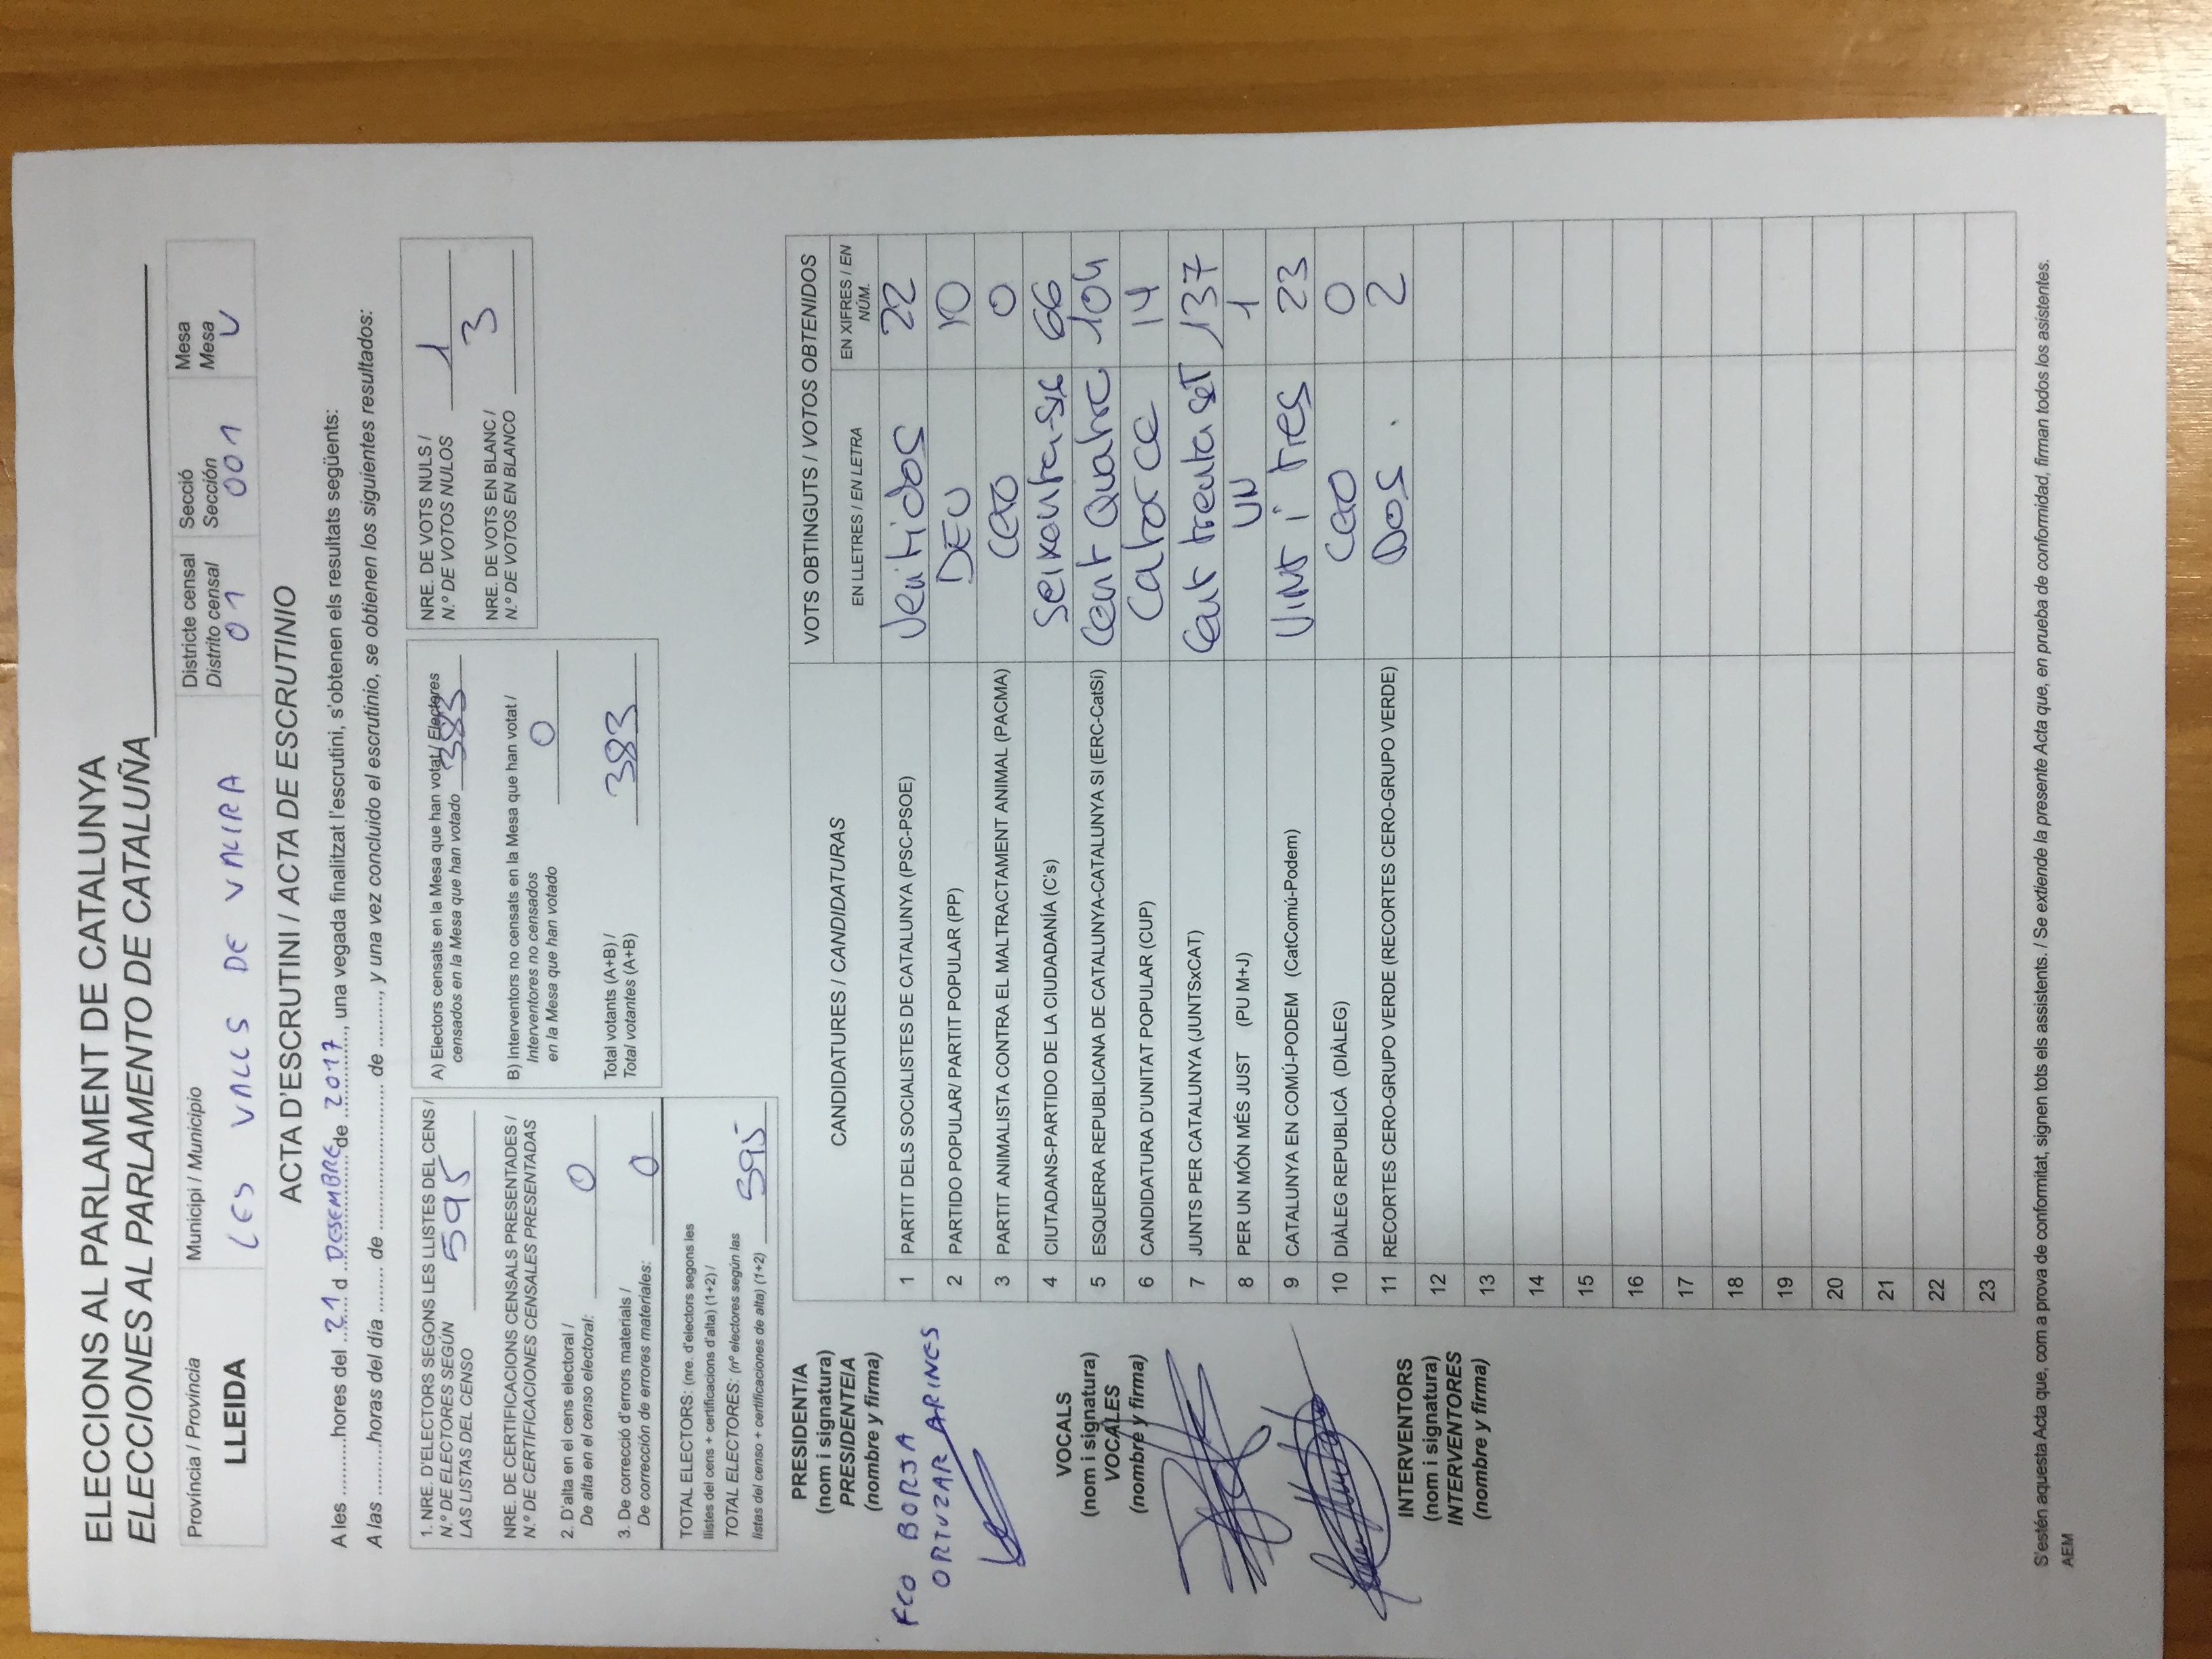 ELECCIONS AL PARLAMENT DE CATALUNYA
ELECCIONES AL PARLAMENTO DE CATALUÑA
Província / Provincia
LLEIDA
Municipi / Municipio
LES VALLS DE VALIRA
Districte censal
Distrito censal
01
Secció
Sección
001
Mesa
Mesa
U
ACTA D'ESCRUTINI / ACTA DE ESCRUTINIO
A les ............hores del ..21.. d ..DESEMBRE.. de ..2017.., una vegada finalitzat l'escrutini, s'obtenen els resultats següents:
A las ............horas del día ........ de ........................ de ........., y una vez concluido el escrutinio, se obtienen los siguientes resultados:
1. NRE. D'ELECTORS SEGONS LES LLISTES DEL CENS /
N.º DE ELECTORES SEGÚN
LAS LISTAS DEL CENSO
595
NRE. DE CERTIFICACIONS CENSALS PRESENTADES /
N.º DE CERTIFICACIONES CENSALES PRESENTADAS
2. D'alta en el cens electoral /
De alta en el censo electoral:
0
3. De correcció d'errors materials /
De corrección de errores materiales:
0
TOTAL ELECTORS: (nre. d'electors segons les
llistes del cens + certificacions d'alta) (1+2) /
TOTAL ELECTORES: (nº electores según las
listas del censo + certificaciones de alta) (1+2)
595
A) Electors censats en la Mesa que han votat / Electores
censados en la Mesa que han votado
383
B) Interventors no censats en la Mesa que han votat /
Interventores no censados
en la Mesa que han votado
0
Total votants (A+B) /
Total votantes (A+B)
383
NRE. DE VOTS NULS /
N.º DE VOTOS NULOS
1
NRE. DE VOTS EN BLANC /
N.º DE VOTOS EN BLANCO
3
PRESIDENT/A
(nom i signatura)
PRESIDENTE/A
(nombre y firma)
FCO BORJA
ORTUZAR ARINES
VOCALS
(nom i signatura)
VOCALES
(nombre y firma)
INTERVENTORS
(nom i signatura)
INTERVENTORES
(nombre y firma)
CANDIDATURES / CANDIDATURAS
VOTS OBTINGUTS / VOTOS OBTENIDOS
EN LLETRES / EN LETRA
EN XIFRES / EN NÚM.
1 PARTIT DELS SOCIALISTES DE CATALUNYA (PSC-PSOE) Ventidos 22
2 PARTIDO POPULAR/ PARTIT POPULAR (PP) DEU 10
3 PARTIT ANIMALISTA CONTRA EL MALTRACTAMENT ANIMAL (PACMA) CERO 0
4 CIUTADANS-PARTIDO DE LA CIUDADANÍA (C's) Seixanta-sis 66
5 ESQUERRA REPUBLICANA DE CATALUNYA-CATALUNYA SI (ERC-CatSí) Cent Quatre 104
6 CANDIDATURA D'UNITAT POPULAR (CUP) Catorce 14
7 JUNTS PER CATALUNYA (JUNTSxCAT) Cent trenta set 137
8 PER UN MÓN MÉS JUST (PU M+J) UN 1
9 CATALUNYA EN COMÚ-PODEM (CatComú-Podem) Vint i tres 23
10 DIÀLEG REPUBLICÀ (DIÀLEG) CERO 0
11 RECORTES CERO-GRUPO VERDE (RECORTES CERO-GRUPO VERDE) DOS. 2
12
13
14
15
16
17
18
19
20
21
22
23
S'estén aquesta Acta que, com a prova de conformitat, signen tots els assistents. / Se extiende la presente Acta que, en prueba de conformidad, firman todos los asistentes.
AEM